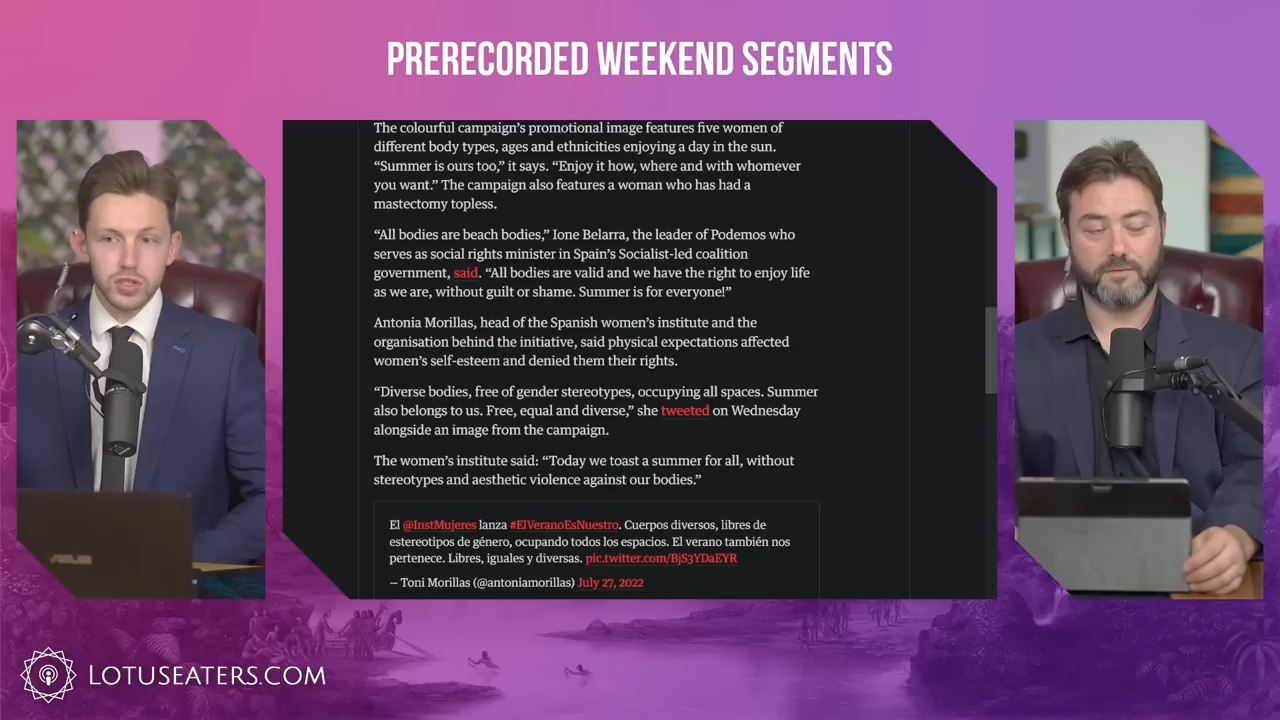 PRERECORDED WEEKEND SEGMENTS
The colourful campaign's promotional image features five women of
different body types, ages and ethnicities enjoying a day in the sun.
“Summer is ours too,” it says. “Enjoy it how, where and with whomever
you want.” The campaign also features a woman who has had a
mastectomy topless.
“All bodies are beach bodies,” Ione Belarra, the leader of Podemos who
serves as social rights minister in Spain's Socialist-led coalition
government, said. “All bodies are valid and we have the right to enjoy life
as we are, without guilt or shame. Summer is for everyone!”
Antonia Morillas, head of the Spanish women's institute and the
organisation behind the initiative, said physical expectations affected
women's self-esteem and denied them their rights.
“Diverse bodies, free of gender stereotypes, occupying all spaces. Summer
also belongs to us. Free, equal and diverse,” she tweeted on Wednesday
alongside an image from the campaign.
The women's institute said: “Today we toast a summer for all, without
stereotypes and aesthetic violence against our bodies.”
El @InstMujeres lanza #ElVeranoEsNuestro. Cuerpos diversos, libres de
estereotipos de género, ocupando todos los espacios. El verano también nos
pertenece. Libres, iguales y diversas. pic.twitter.com/BjS3YDaEYR
— Toni Morillas (@antoniamorillas) July 27, 2022
ASUS
LOTUSEATERS.COM